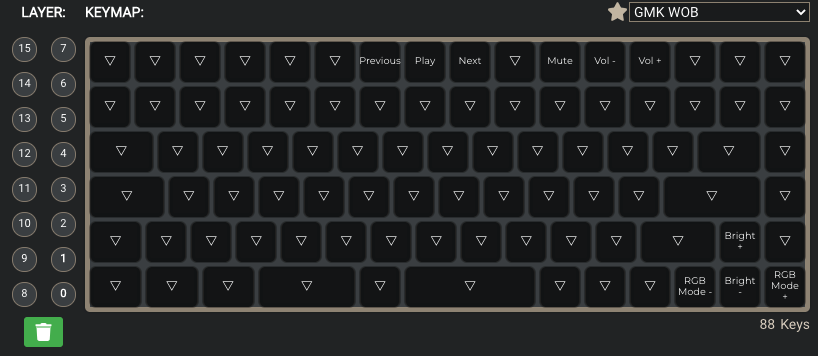 LAYER: KEYMAP: GMK WOB
15 7
Previous Play Next Mute Vol - Vol +
14 6
13 5
12 4
11 3
10 2
Bright
+
9 1
8 0
RGB
Mode -
Bright
-
RGB
Mode
+
88 Keys